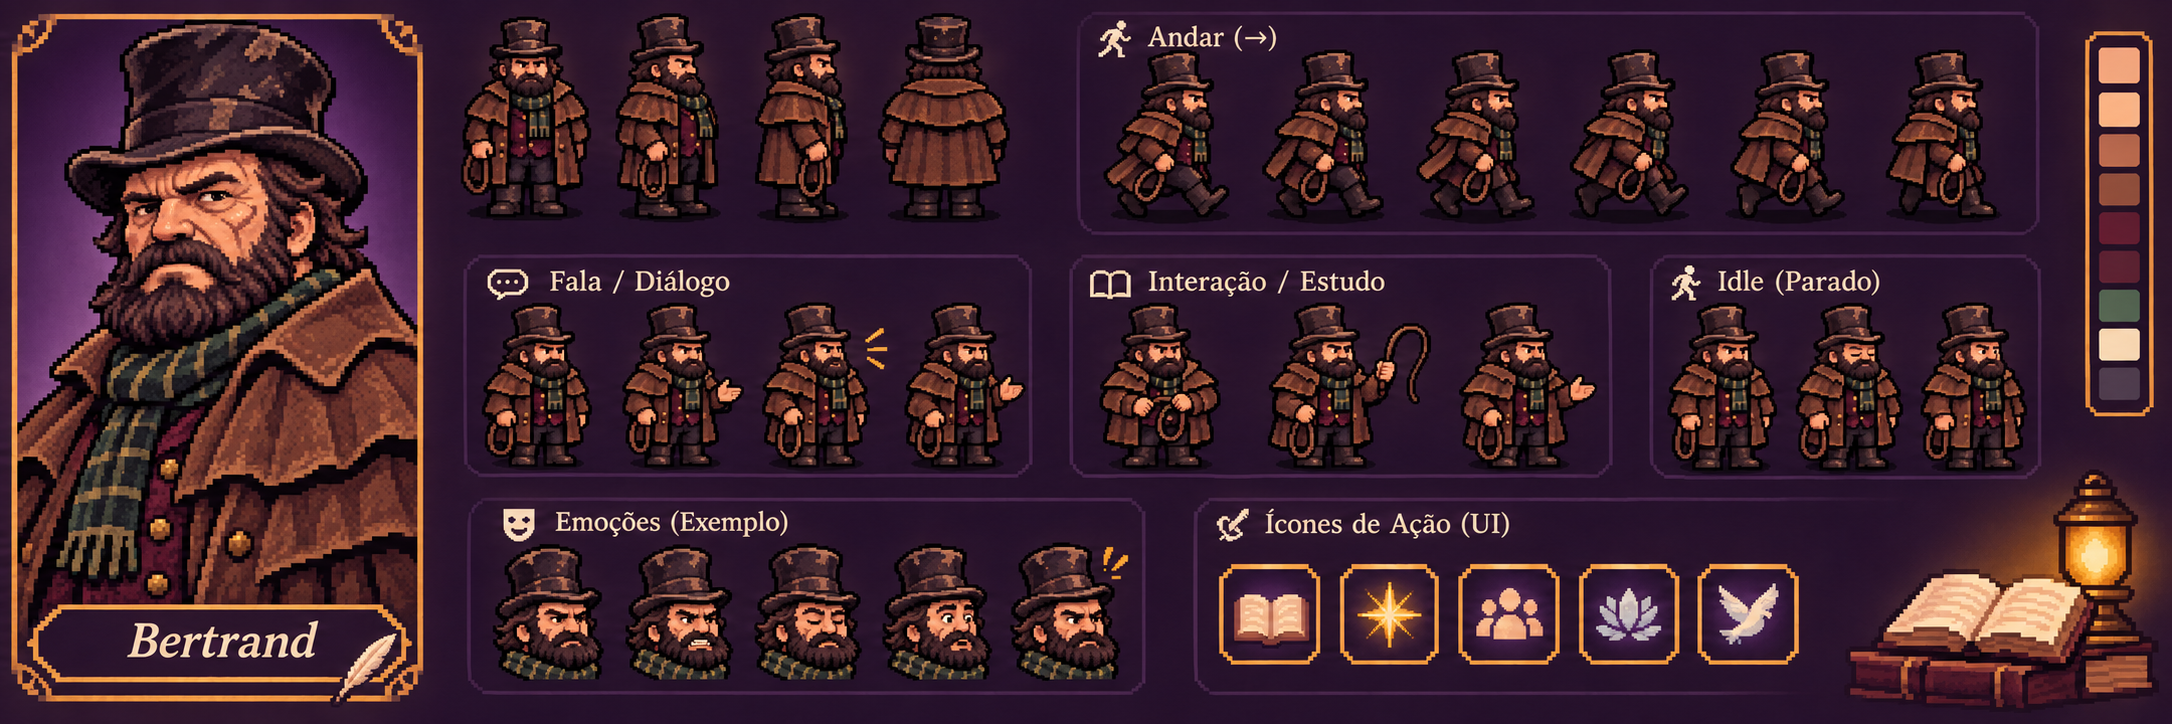 Bertrand
Andar (→)
Fala / Diálogo
Interação / Estudo
Idle (Parado)
Emoções (Exemplo)
Ícones de Ação (UI)